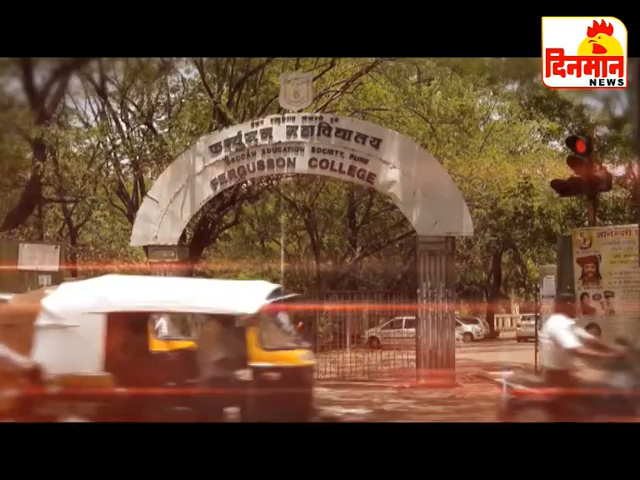 दिनमान
NEWS
फर्ग्युसन महाविद्यालय
DECCAN EDUCATION SOCIETY, PUNE
FERGUSSON COLLEGE